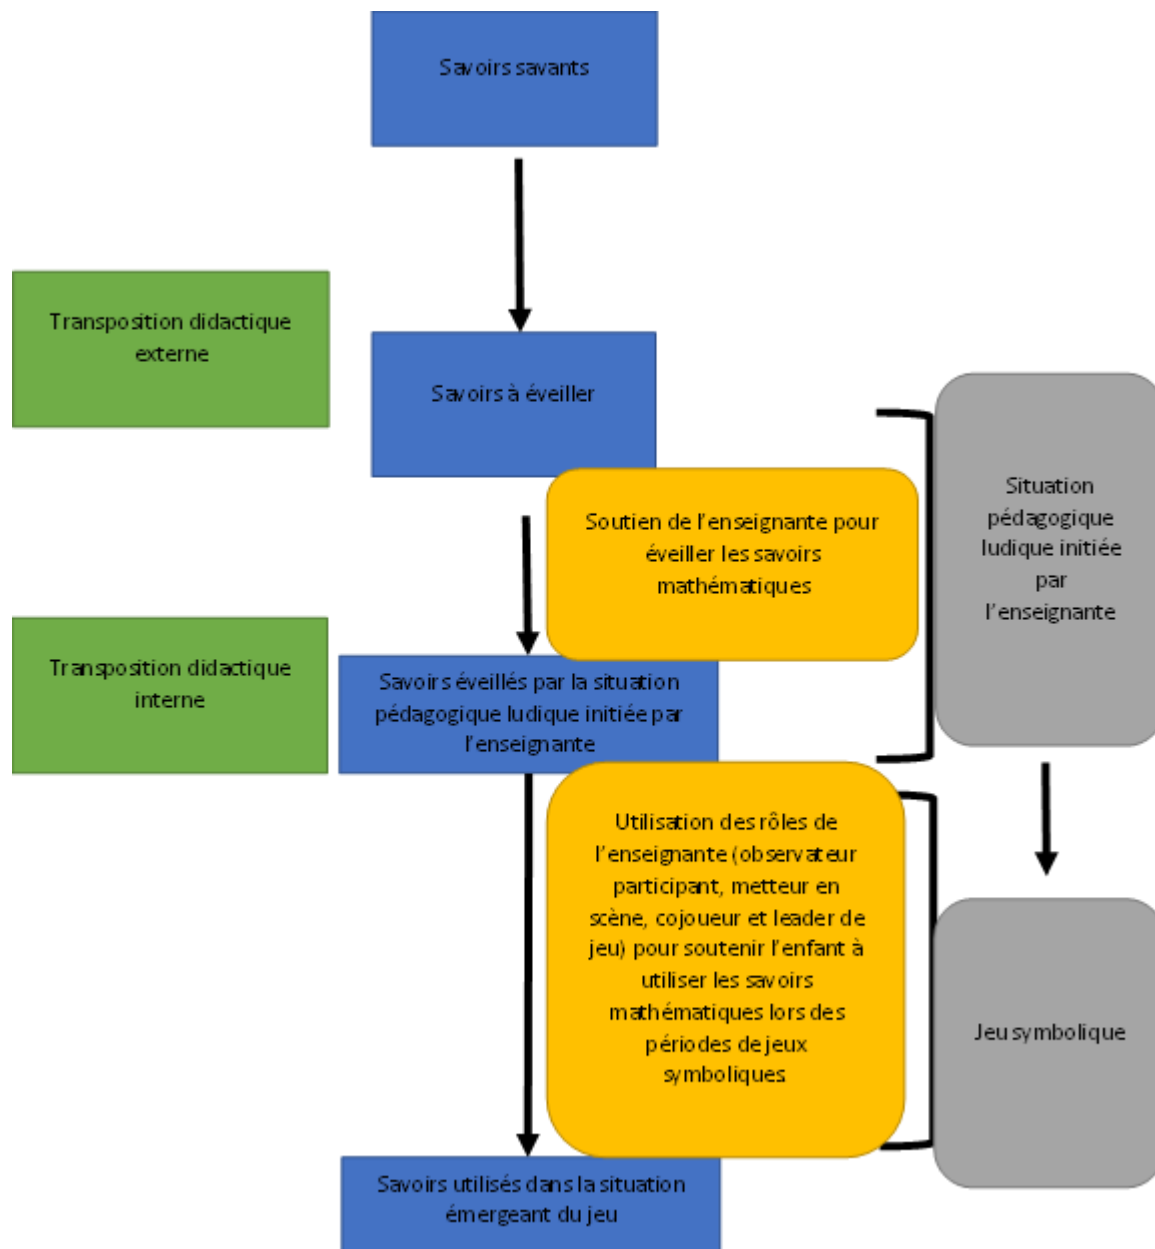 Savoirs savants
Transposition didactique
externe
Savoirs à éveiller
Soutien de l'enseignante pour
éveiller les savoirs
mathématiques
Situation
pédagogique
ludique initiée
par
l'enseignante
Transposition didactique
interne
Savoirs éveillés par la situation
pédagogique ludique initiée par
l'enseignante
Utilisation des rôles de
l'enseignante (observateur
participant, metteur en
scène, cojoueur et leader de
jeu) pour soutenir l'enfant à
utiliser les savoirs
mathématiques lors des
périodes de jeux
symboliques.
Jeu symbolique
Savoirs utilisés dans la situation
émergeant du jeu